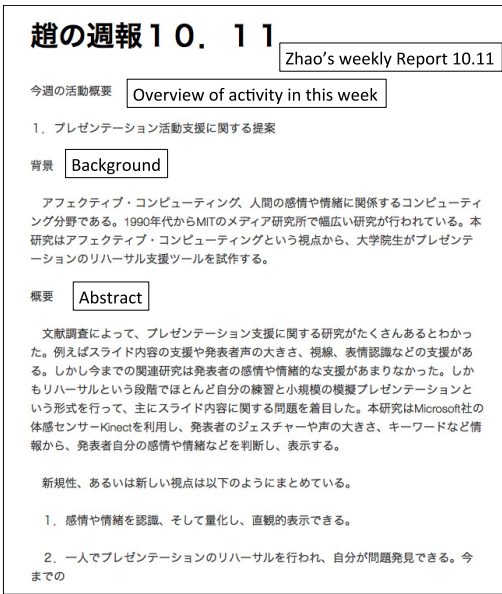 趙の週報１０．１１
Zhao's weekly Report 10.11
今週の活動概要
Overview of activity in this week
１．プレゼンテーション活動支援に関する提案
背景
Background
アフェクティブ・コンピューティング、人間の感情や情緒に関係するコンピューティ
ング分野である。1990年代からMITのメディア研究所で幅広い研究が行われている。本
研究はアフェクティブ・コンピューティングという視点から、大学院生がプレゼンテ
ーションのリハーサル支援ツールを試作する。
概要
Abstract
文献調査によって、プレゼンテーション支援に関する研究がたくさんあるとわかっ
た。例えばスライド内容の支援や発表者声の大きさ、視線、表情認識などの支援があ
る。しかし今までの関連研究は発表者の感情や情緒的な支援があまりなかった。しか
もリハーサルという段階でほとんど自分の練習と小規模の模擬プレゼンテーションと
いう形式を行って、主にスライド内容に関する問題を着目した。本研究はMicrosoft社の
体感センサーKinectを利用し、発表者のジェスチャーや声の大きさ、キーワードなど情
報から、発表者自分の感情や情緒などを判断し、表示する。
新規性、あるいは新しい視点は以下のようにまとめている。
１．感情や情緒を認識、そして量化し、直観的表示できる。
２．一人でプレゼンテーションのリハーサルを行われ、自分が問題発見できる。今
までの